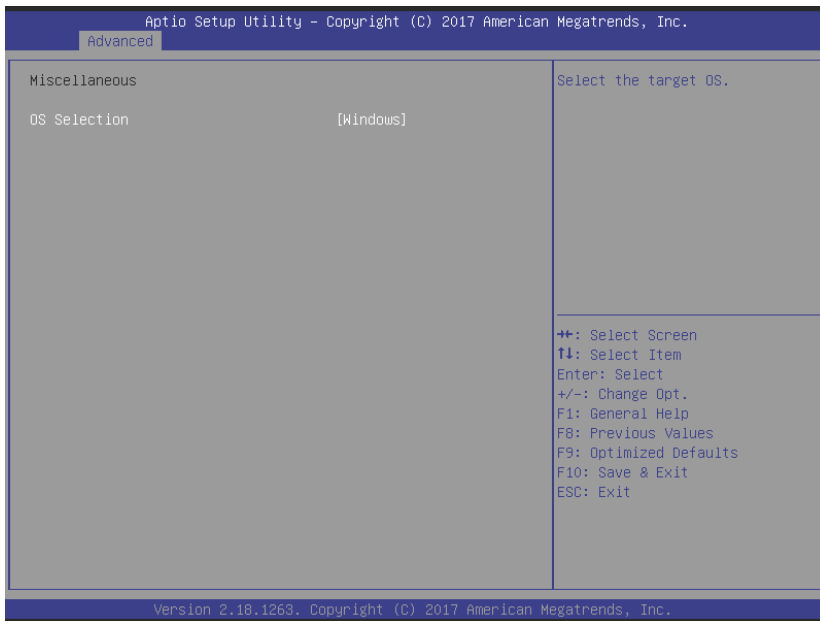 Aptio Setup Utility – Copyright (C) 2017 American Megatrends, Inc.
Advanced
Miscellaneous
OS Selection [Windows]
Select the target OS.
→←: Select Screen
↑↓: Select Item
Enter: Select
+/-: Change Opt.
F1: General Help
F8: Previous Values
F9: Optimized Defaults
F10: Save & Exit
ESC: Exit
Version 2.18.1263. Copyright (C) 2017 American Megatrends, Inc.